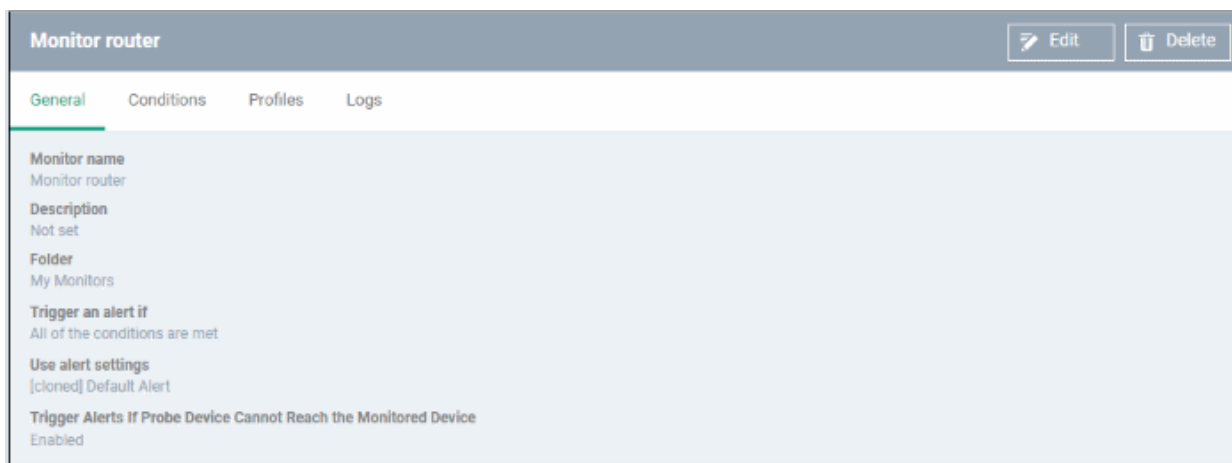 Monitor router
Edit
Delete
General
Conditions
Profiles
Logs
Monitor name
Monitor router
Description
Not set
Folder
My Monitors
Trigger an alert if
All of the conditions are met
Use alert settings
[cloned] Default Alert
Trigger Alerts If Probe Device Cannot Reach the Monitored Device
Enabled